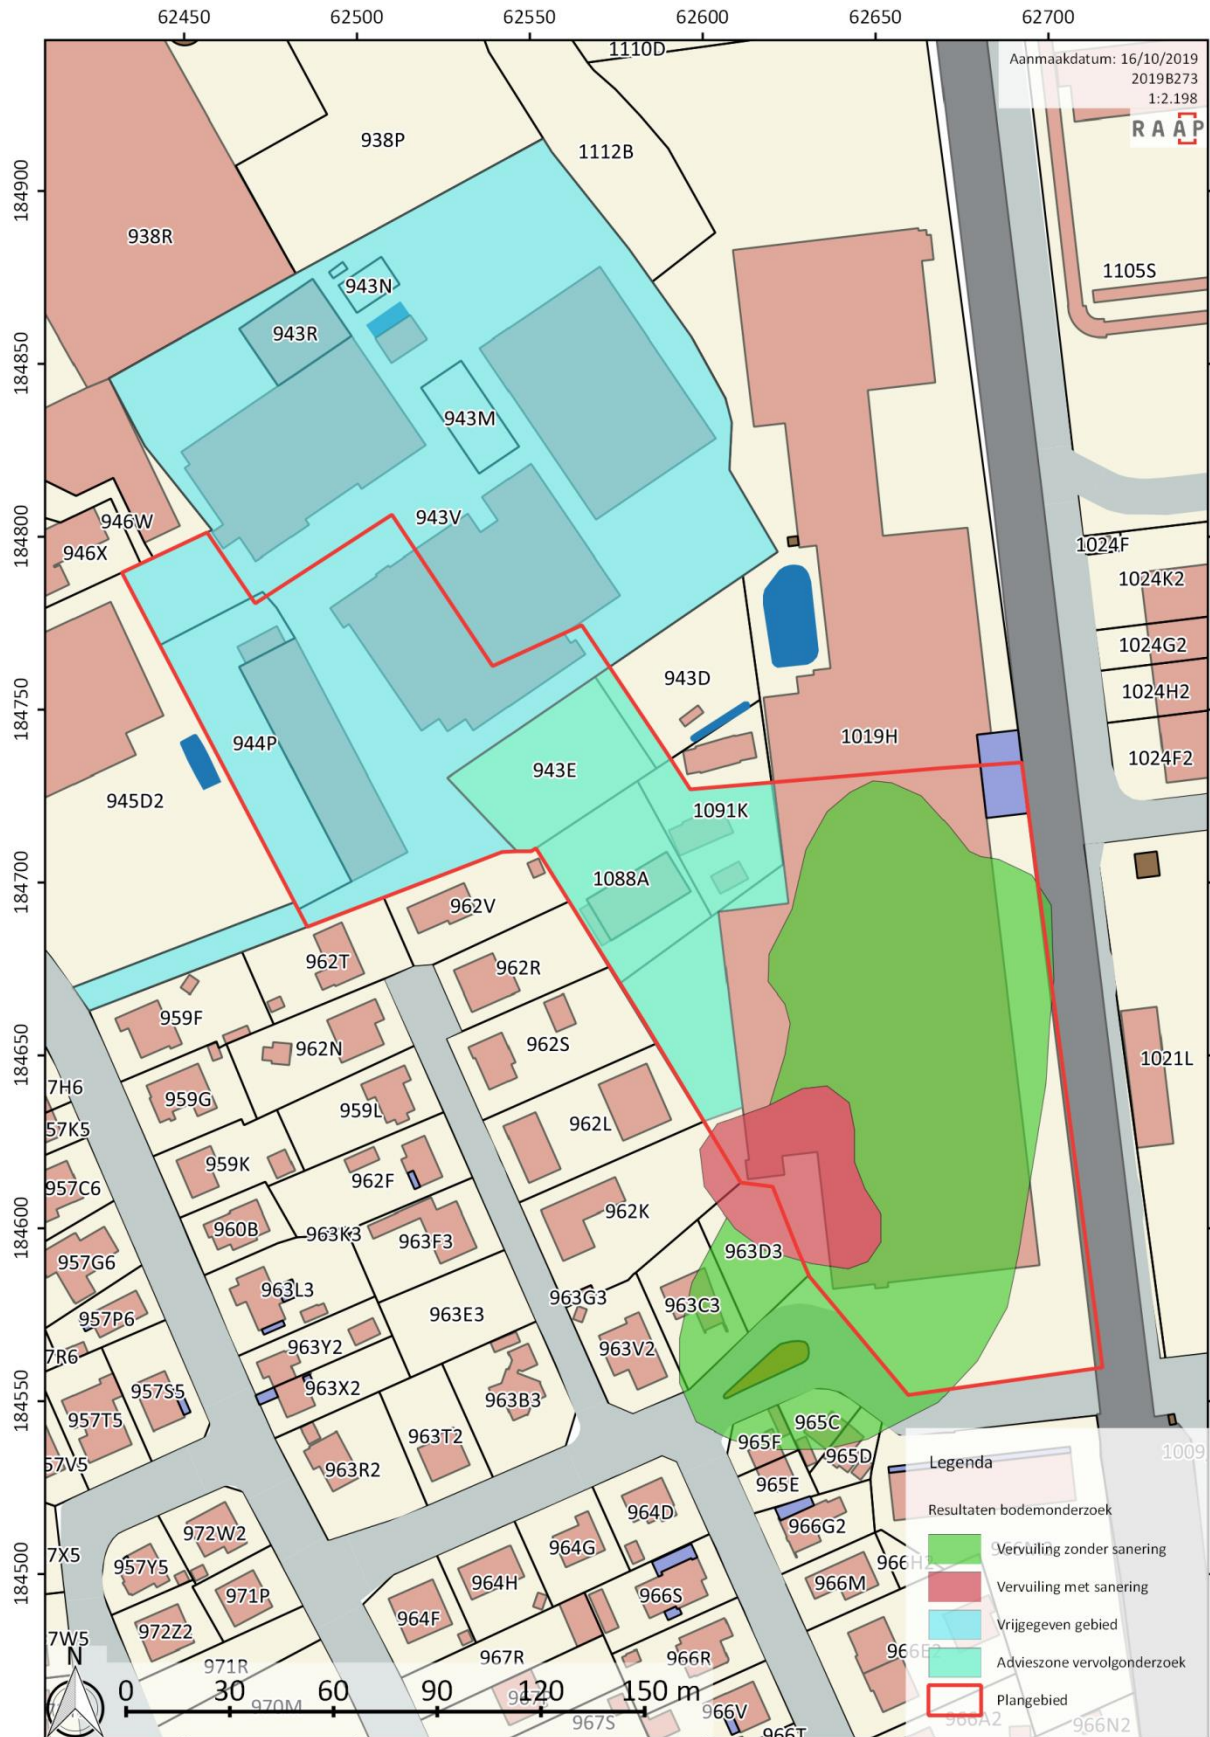 62450 62500 62550 62600 62650 62700
Aanmaakdatum: 16/10/2019
2019B273
1:2.198
RAAP
1110D
938P
1112B
184900
938R
1105S
943N
943R
184850
943M
943V
946W
946X
184800
1024F
1024K2
1024G2
943D
1024H2
184750
944P
1019H
1024F2
943E
945D2
1091K
184700
1088A
962V
962T
962R
959F
962S
962N
184650
1021L
7H6
959G
959L
57K5
962L
959K
962F
957C6
962K
184600
960B
963K3
963F3
963D3
957G6
963L3
963G3
963C3
963E3
957P6
963Y2
963V2
7R6
963X2
957S5
963B3
184550
957T5
963T2
965C
965F
965D
57V5
963R2
965E
1009
Legenda
Resultaten bodemonderzoek
Vervuiling zonder sanering
Vervuiling met sanering
Vrijgegeven gebied
Advieszone vervolgonderzoek
Plangebied
964D
972W2
964G
966G2
7X5
957Y5
184500
964H
966S
966M
971P
964F
972Z2
7W5
967R
966R
971R
970M
966V
967S
966T
966A2
966N2
N
0 30 60 90 120 150 m